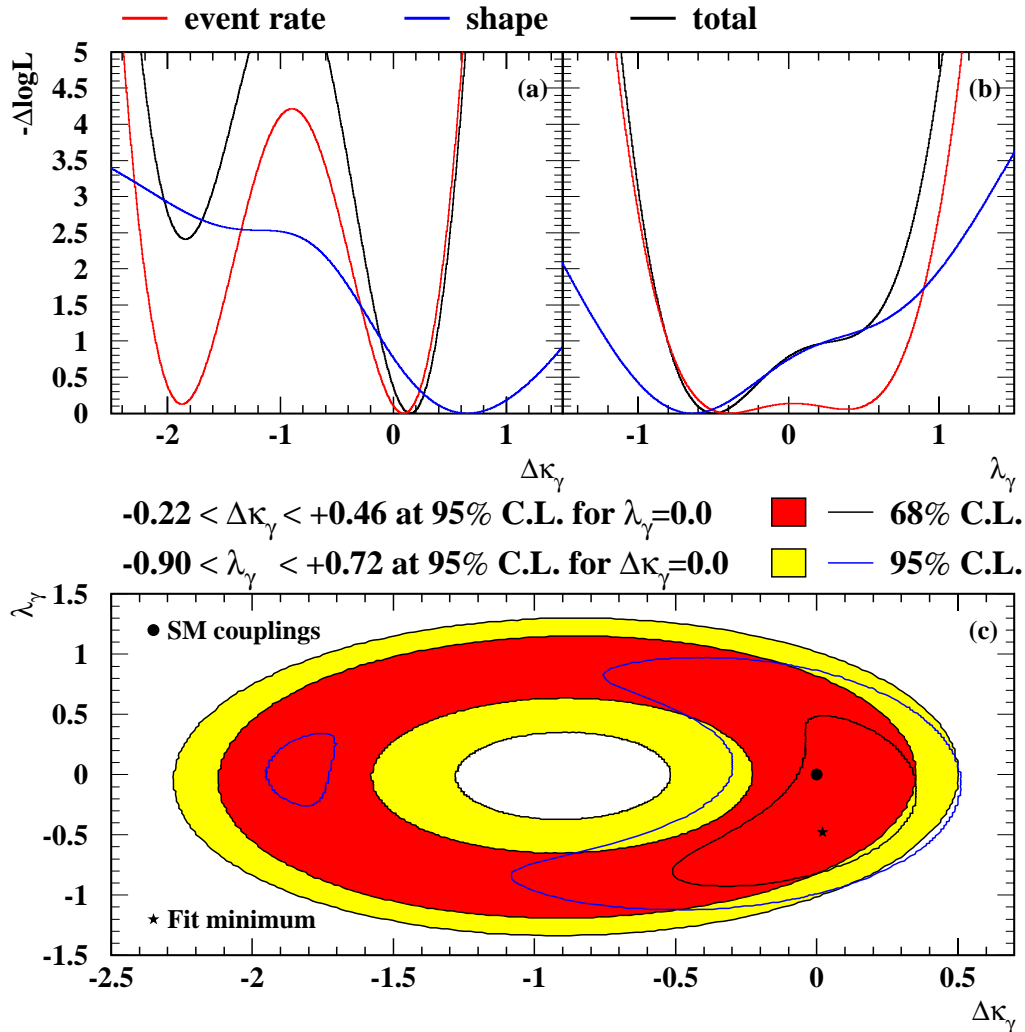 event rate shape total
-ΔlogL
5
4.5
4
3.5
3
2.5
2
1.5
1
0.5
0
(a)
-2 -1 0 1
Δκγ
(b)
-1 0 1
λγ
-0.22 < Δκγ < +0.46 at 95% C.L. for λγ=0.0
68% C.L.
-0.90 < λγ < +0.72 at 95% C.L. for Δκγ=0.0
95% C.L.
λγ
1.5
1
0.5
0
-0.5
-1
-1.5
SM couplings
(c)
Fit minimum
-2.5 -2 -1.5 -1 -0.5 0 0.5
Δκγ